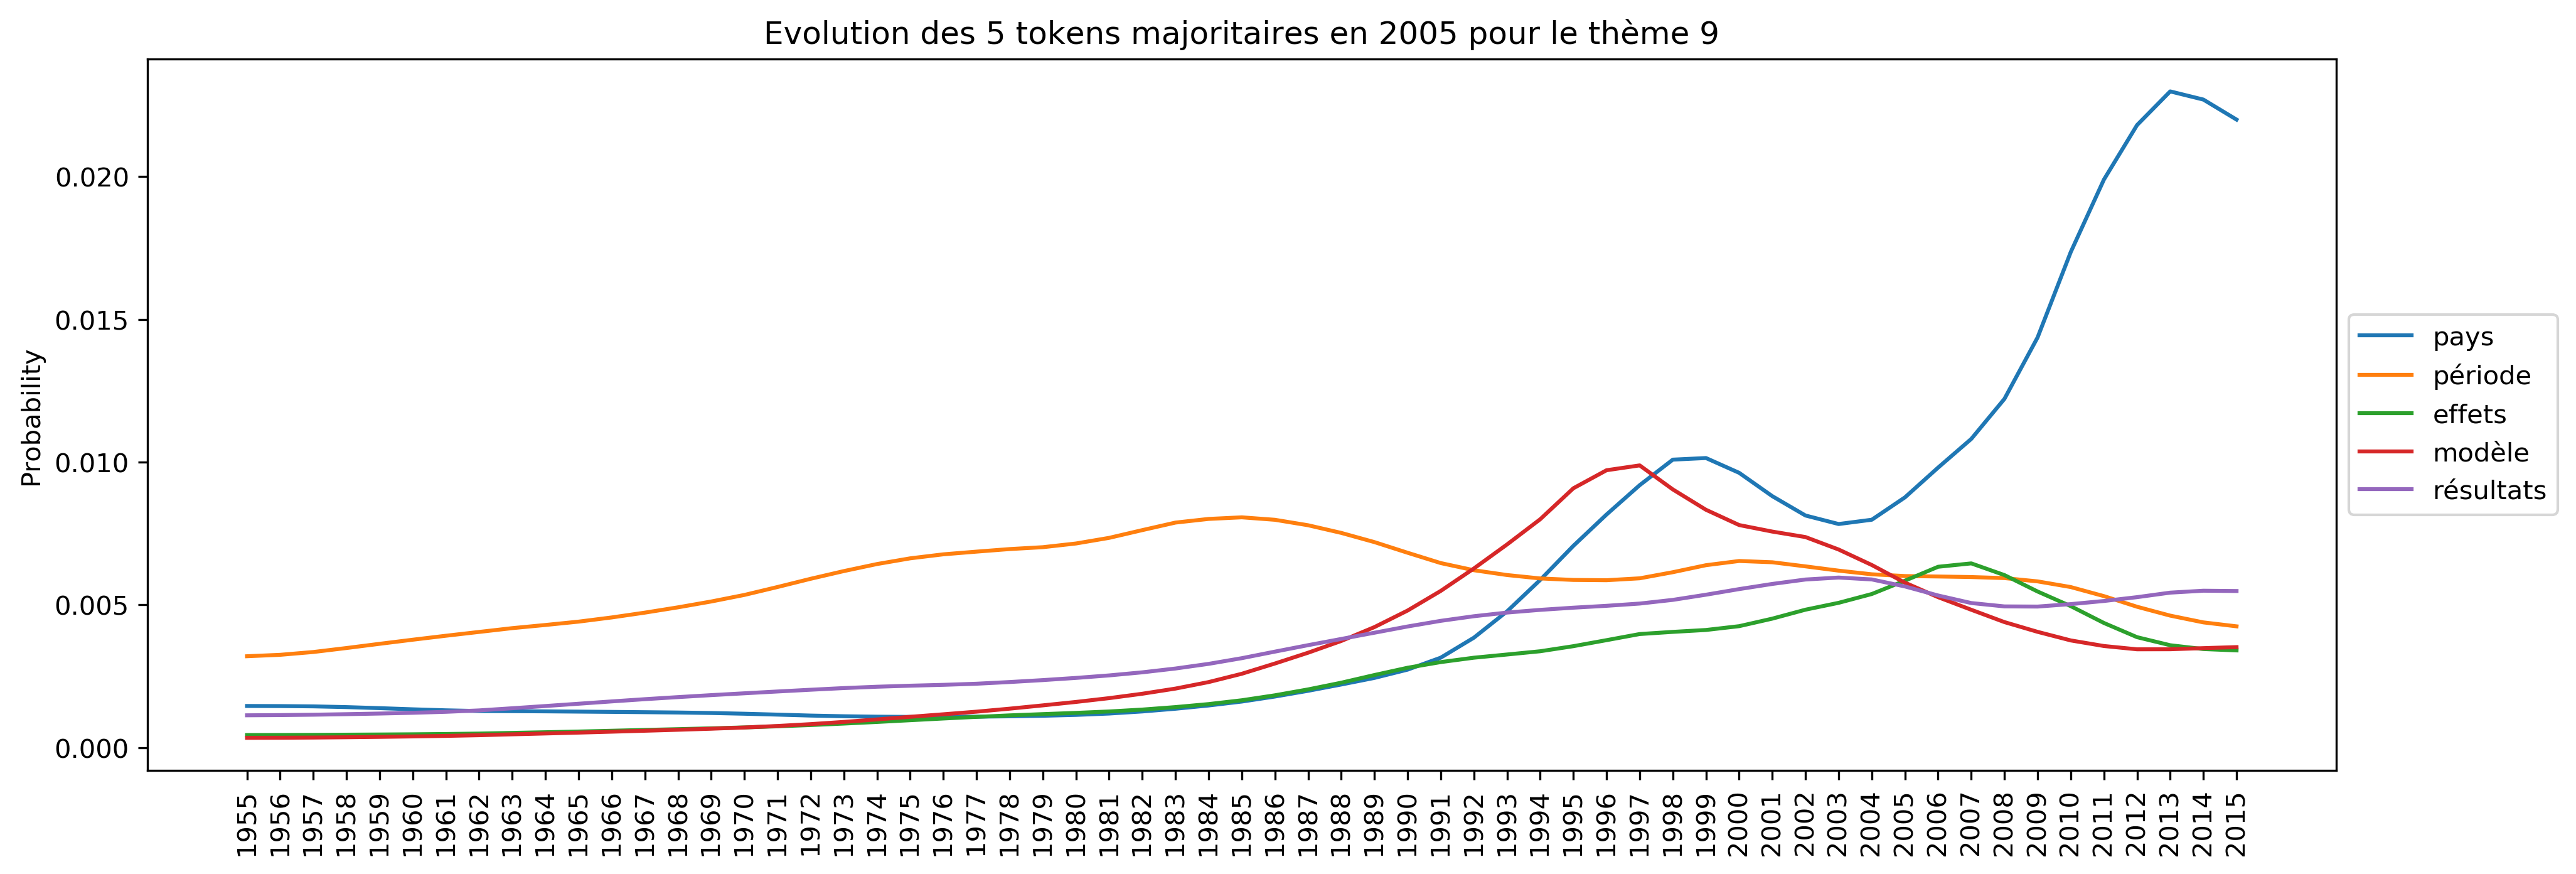 Evolution des 5 tokens majoritaires en 2005 pour le thème 9
Probability
0.020
0.015
0.010
0.005
0.000
1955 1956 1957 1958 1959 1960 1961 1962 1963 1964 1965 1966 1967 1968 1969 1970 1971 1972 1973 1974 1975 1976 1977 1978 1979 1980 1981 1982 1983 1984 1985 1986 1987 1988 1989 1990 1991 1992 1993 1994 1995 1996 1997 1998 1999 2000 2001 2002 2003 2004 2005 2006 2007 2008 2009 2010 2011 2012 2013 2014 2015
pays
période
effets
modèle
résultats